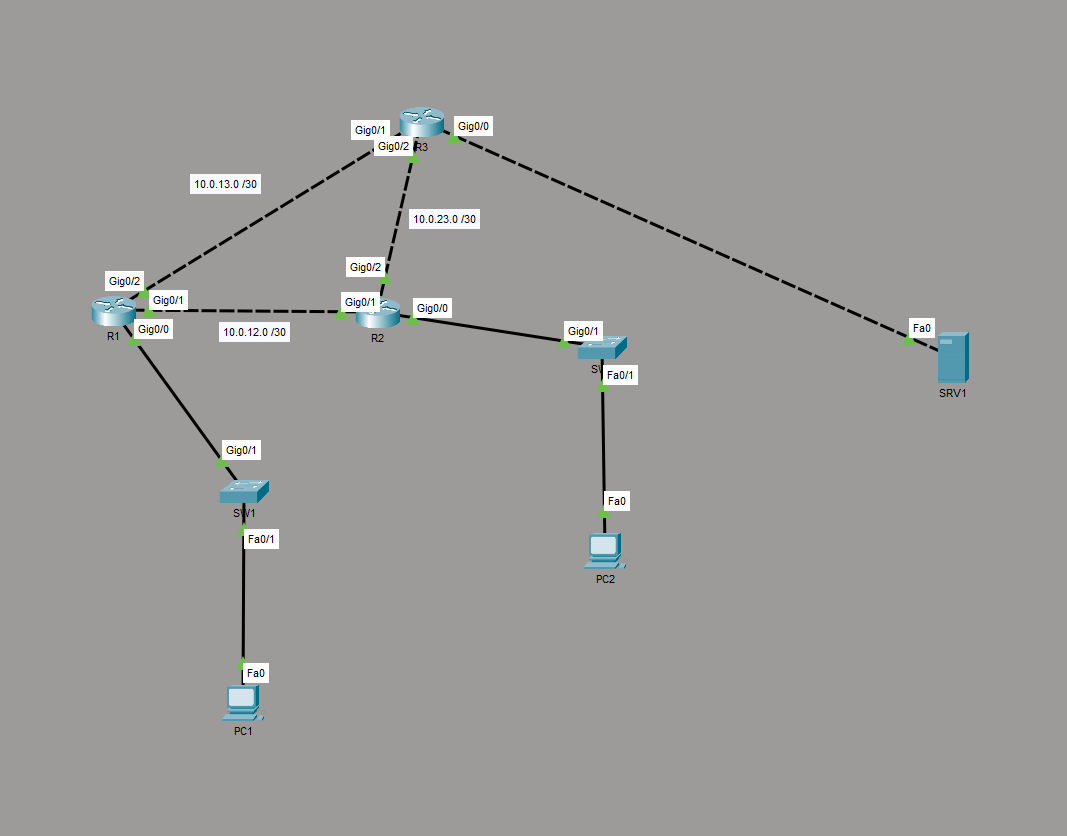 Gig0/1
Gig0/0
Gig0/2
R3
10.0.13.0 /30
10.0.23.0 /30
Gig0/2
Gig0/2
Gig0/1
Gig0/1
Gig0/0
Gig0/0
R1
10.0.12.0 /30
R2
Gig0/1
Fa0
SRV1
Fa0/1
Gig0/1
SW1
Fa0/1
Fa0
PC2
Fa0
PC1